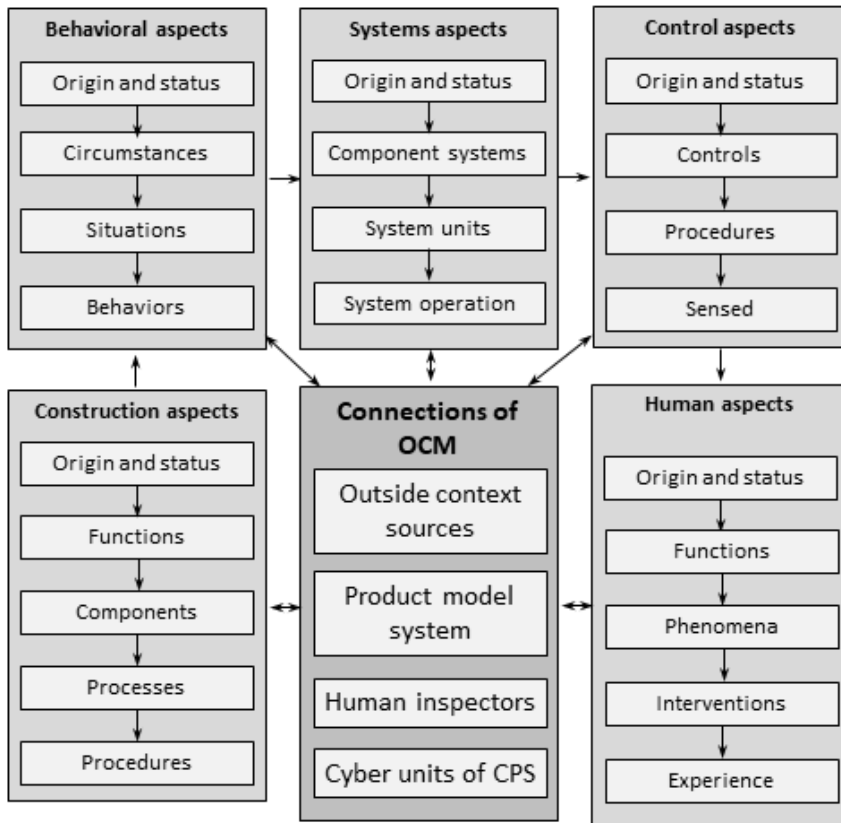 Behavioral aspects
Origin and status
Circumstances
Situations
Behaviors
Systems aspects
Origin and status
Component systems
System units
System operation
Control aspects
Origin and status
Controls
Procedures
Sensed
Construction aspects
Origin and status
Functions
Components
Processes
Procedures
Connections of
OCM
Outside context
sources
Product model
system
Human inspectors
Cyber units of CPS
Human aspects
Origin and status
Functions
Phenomena
Interventions
Experience